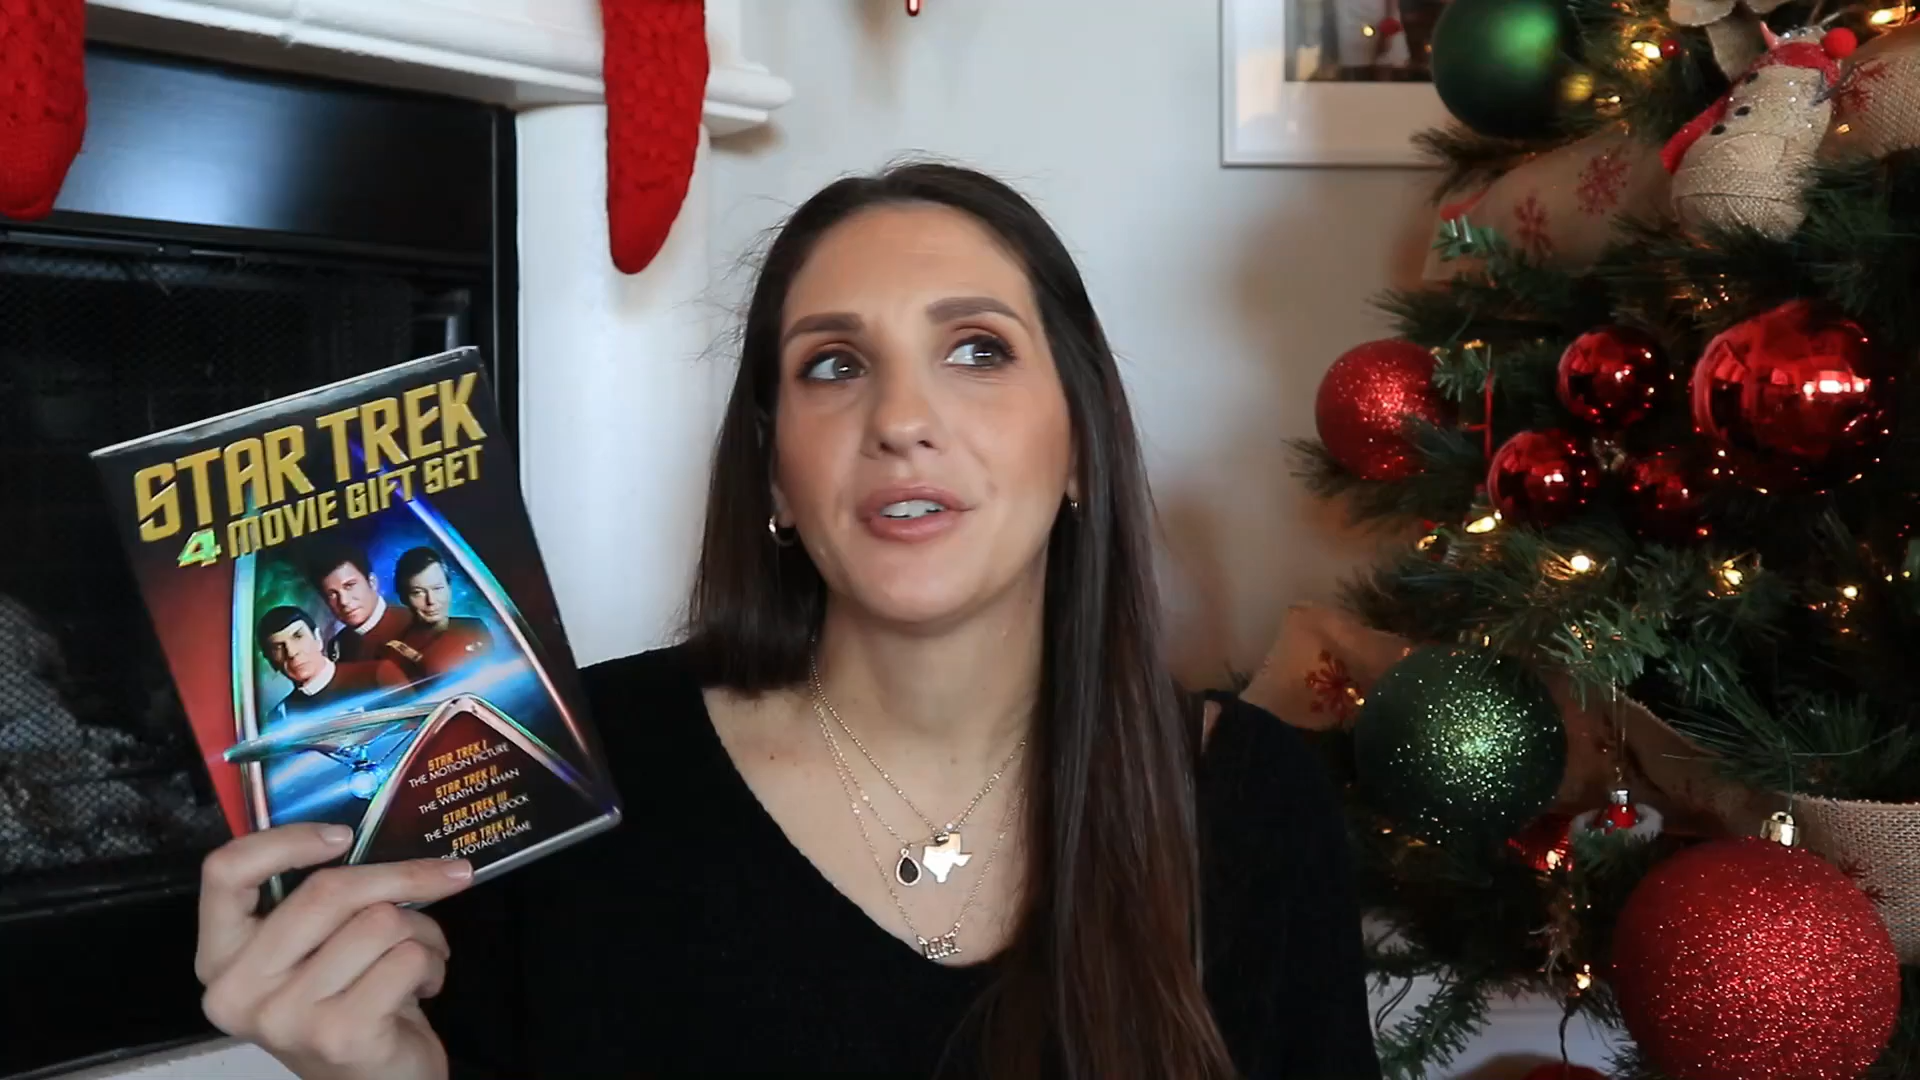 STAR TREK
4 MOVIE GIFT SET
STAR TREK I
THE MOTION PICTURE
STAR TREK II
THE WRATH OF KHAN
STAR TREK III
THE SEARCH FOR SPOCK
STAR TREK IV
THE VOYAGE HOME